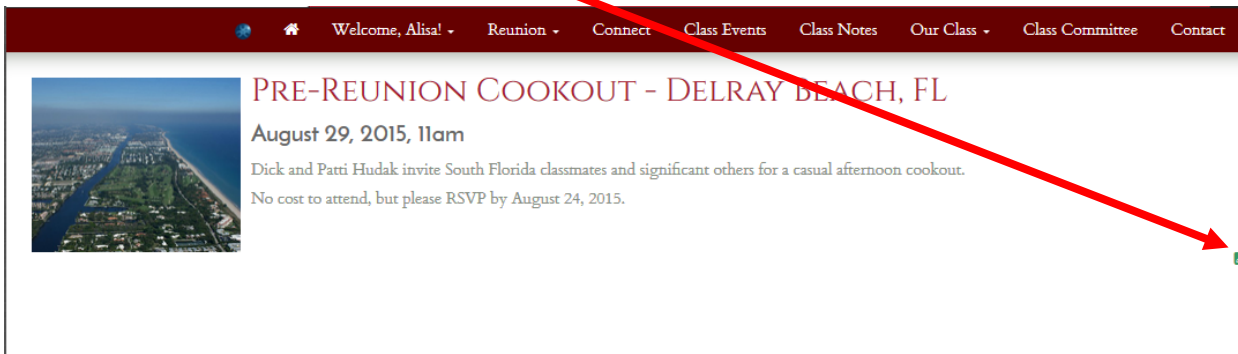 Welcome, Alisa! Reunion Connect Class Events Class Notes Our Class Class Committee Contact
PRE-REUNION COOKOUT - DELRAY BEACH, FL
August 29, 2015, 11am
Dick and Patti Hudak invite South Florida classmates and significant others for a casual afternoon cookout.
No cost to attend, but please RSVP by August 24, 2015.